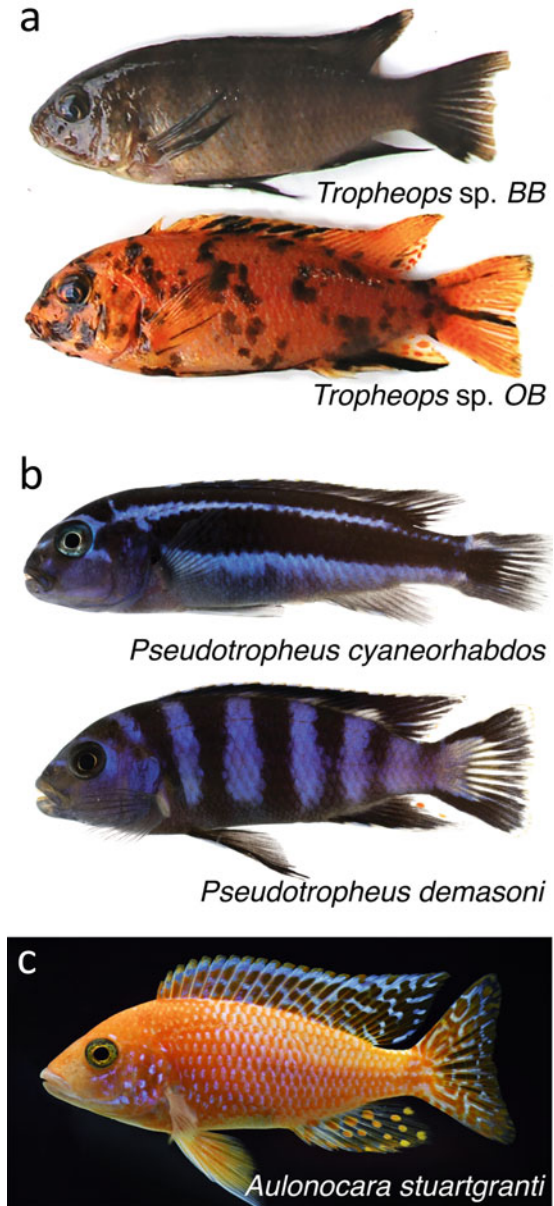 a
Tropheops sp. BB
Tropheops sp. OB
b
Pseudotropheus cyaneorhabdos
Pseudotropheus demasoni
c
Aulonocara stuartgranti